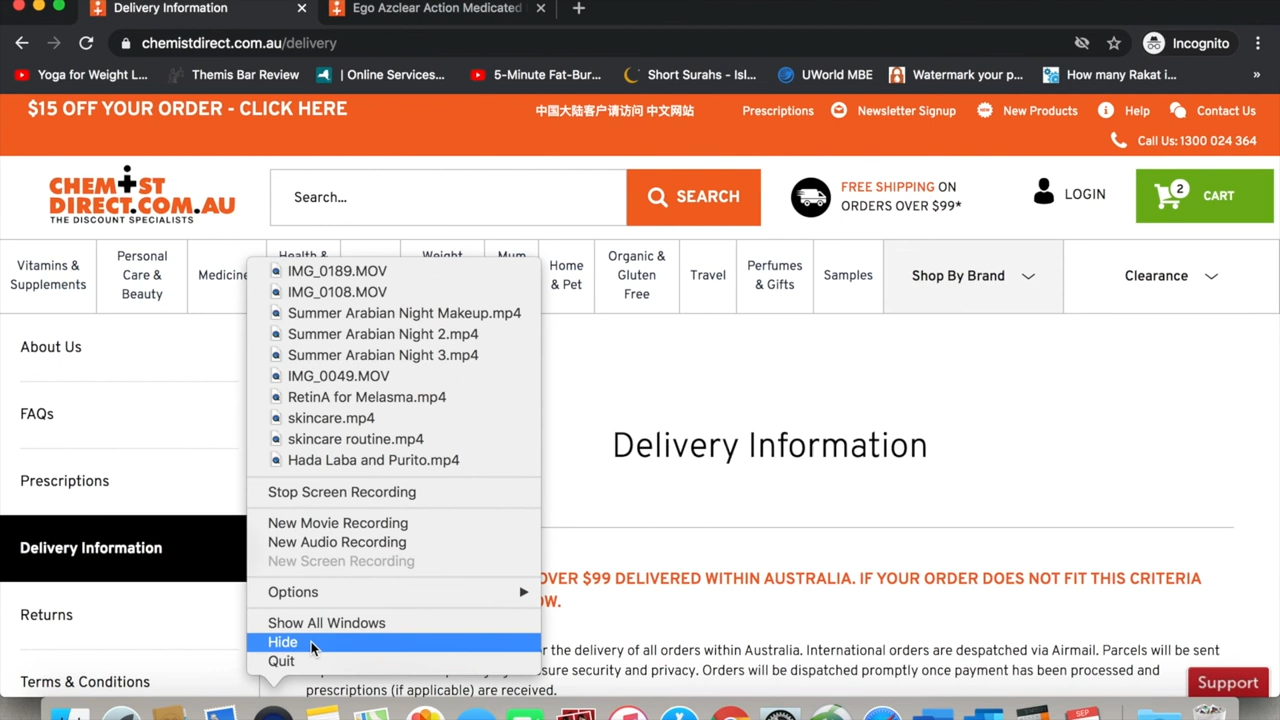 Delivery Information
Ego Azclear Action Medicated
chemistdirect.com.au/delivery
Incognito
Yoga for Weight L...
Themis Bar Review
| Online Services...
5-Minute Fat-Bur...
Short Surahs - Isl...
UWorld MBE
Watermark your p...
How many Rakat i...
»
$15 OFF YOUR ORDER - CLICK HERE
中国大陆客户请访问 中文网站
Prescriptions
Newsletter Signup
New Products
Help
Contact Us
Call Us: 1300 024 364
CHEMIST
DIRECT.COM.AU
THE DISCOUNT SPECIALISTS
Search...
SEARCH
FREE SHIPPING ON
ORDERS OVER $99*
LOGIN
2
CART
Vitamins &
Supplements
Personal
Care &
Beauty
Medicine
Health &
Weight
Mum
Home
& Pet
Organic &
Gluten
Free
Travel
Perfumes
& Gifts
Samples
Shop By Brand
Clearance
About Us
FAQs
Prescriptions
Delivery Information
Returns
Terms & Conditions
IMG_0189.MOV
IMG_0108.MOV
Summer Arabian Night Makeup.mp4
Summer Arabian Night 2.mp4
Summer Arabian Night 3.mp4
IMG_0049.MOV
RetinA for Melasma.mp4
skincare.mp4
skincare routine.mp4
Hada Laba and Purito.mp4
Stop Screen Recording
New Movie Recording
New Audio Recording
New Screen Recording
Options
Show All Windows
Hide
Quit
Delivery Information
OVER $99 DELIVERED WITHIN AUSTRALIA. IF YOUR ORDER DOES NOT FIT THIS CRITERIA
OW.
or the delivery of all orders within Australia. International orders are despatched via Airmail. Parcels will be sent
sure security and privacy. Orders will be dispatched promptly once payment has been processed and
prescriptions (if applicable) are received.
Support
SEP